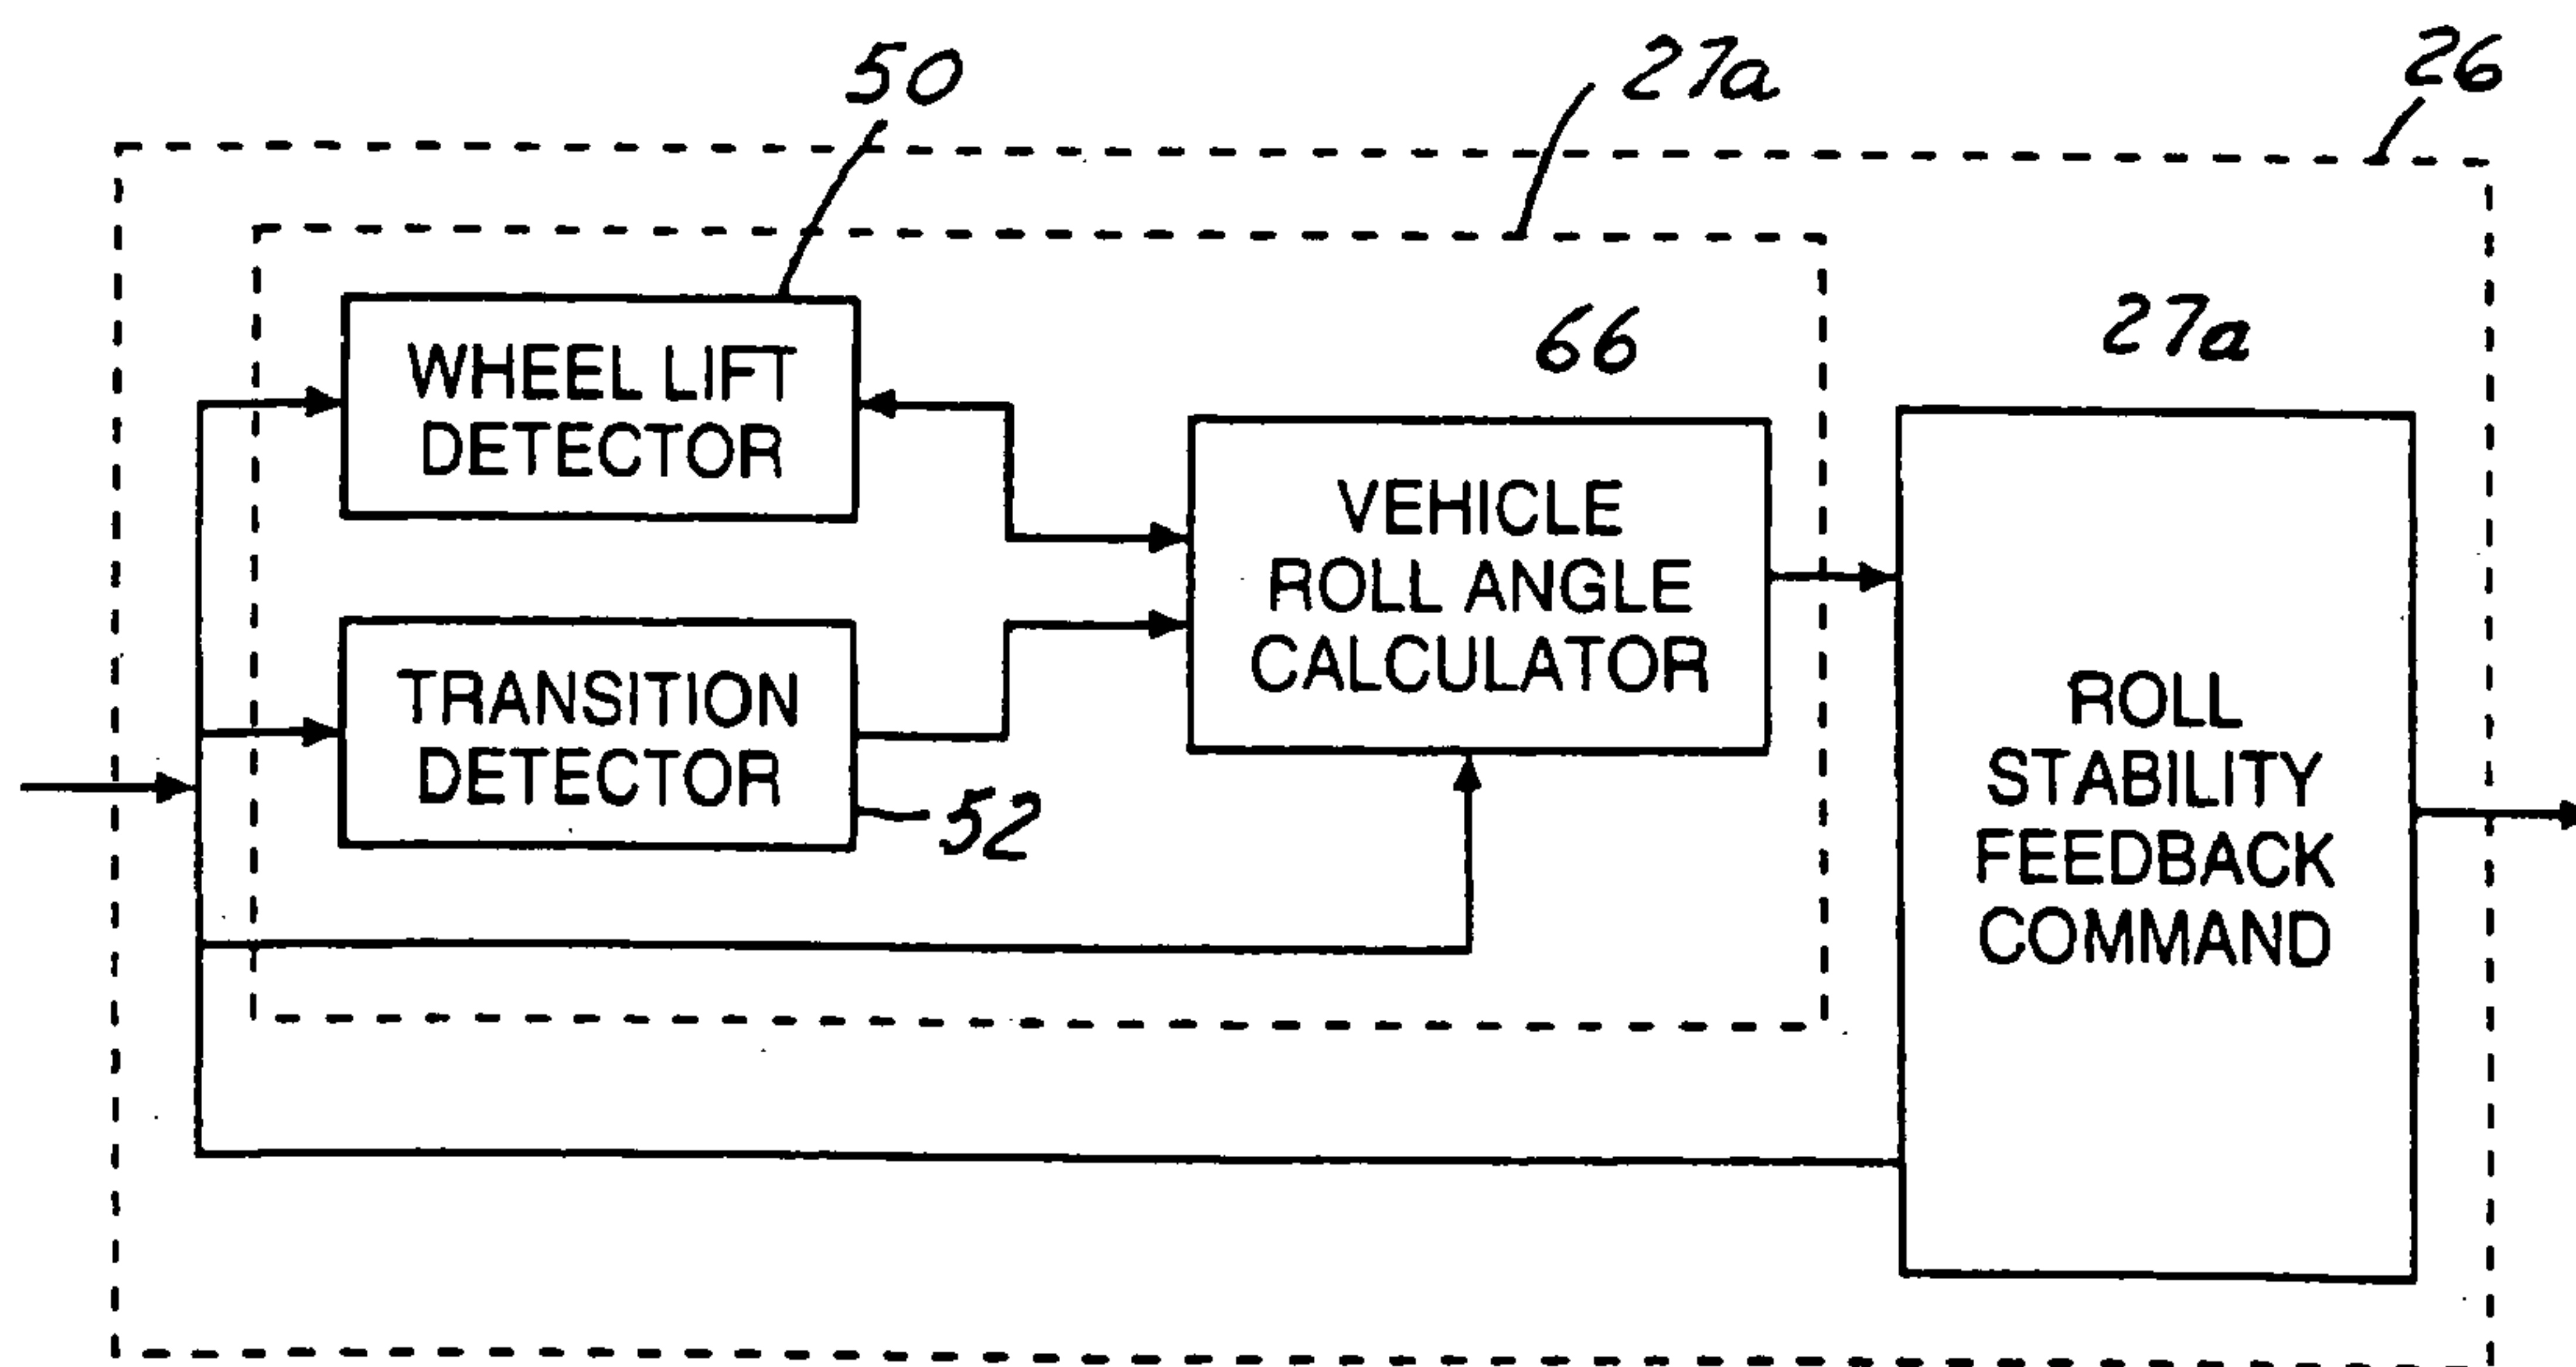 50
27a
26
WHEEL LIFT
DETECTOR
66
27a
VEHICLE
ROLL ANGLE
CALCULATOR
TRANSITION
DETECTOR
52
ROLL
STABILITY
FEEDBACK
COMMAND